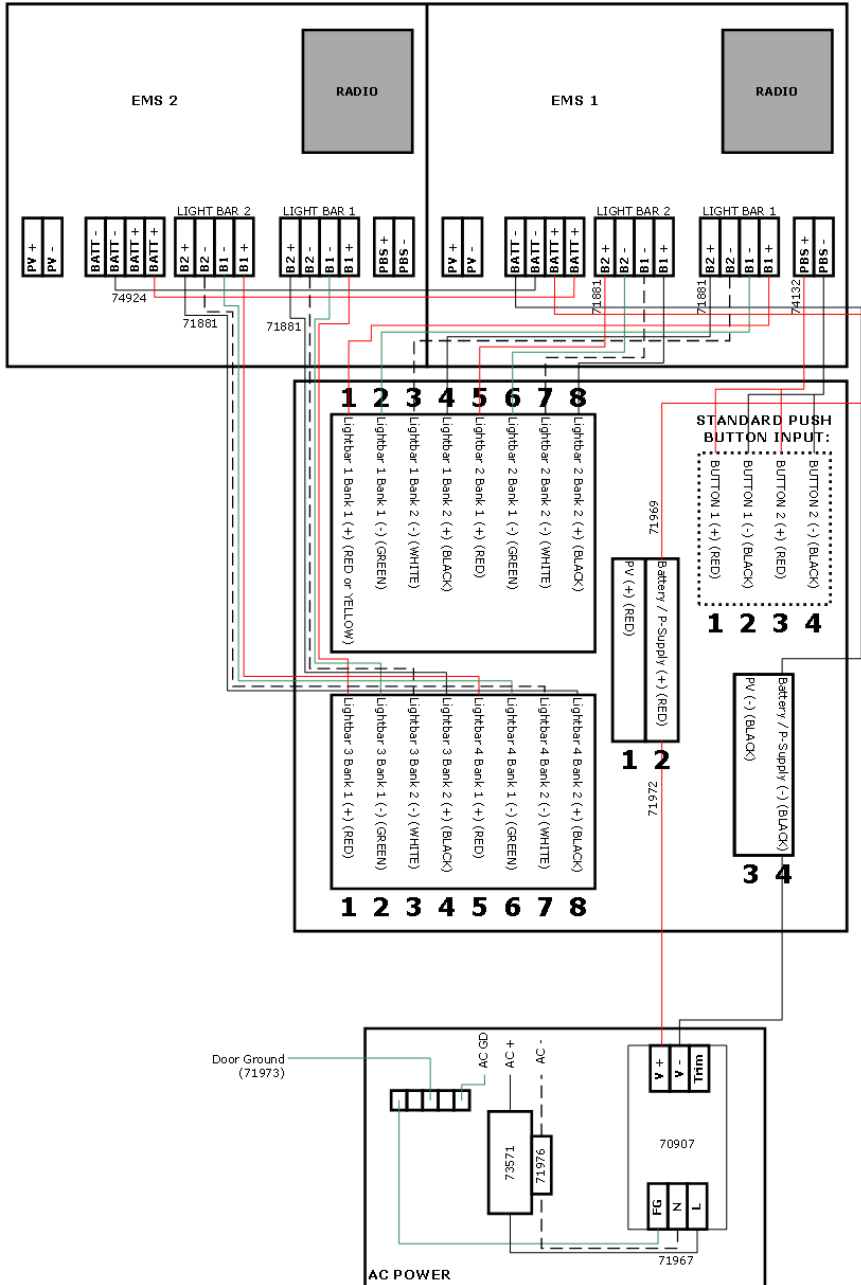 RADIO
RADIO
EMS 2
EMS 1
LIGHT BAR 2
LIGHT BAR 1
LIGHT BAR 2
LIGHT BAR 1
PV +
PV -
BATT -
BATT -
BATT +
BATT +
B2 +
B2 -
B1 -
B1 +
B2 +
B2 -
B1 -
B1 +
PBS +
PBS -
PV +
PV -
BATT -
BATT -
BATT +
BATT +
B2 +
B2 -
B1 -
B1 +
B2 +
B2 -
B1 -
B1 +
PBS +
PBS -
74924
71881
71881
71881
71881
74132
1 2 3 4 5 6 7 8
Lightbar 1 Bank 1 (+) (RED or YELLOW)
Lightbar 1 Bank 1 (-) (GREEN)
Lightbar 1 Bank 2 (-) (WHITE)
Lightbar 1 Bank 2 (+) (BLACK)
Lightbar 2 Bank 1 (+) (RED)
Lightbar 2 Bank 1 (-) (GREEN)
Lightbar 2 Bank 2 (-) (WHITE)
Lightbar 2 Bank 2 (+) (BLACK)
STANDARD PUSH
BUTTON INPUT:
BUTTON 1 (+) (RED)
BUTTON 1 (-) (BLACK)
BUTTON 2 (+) (RED)
BUTTON 2 (-) (BLACK)
1 2 3 4
71969
PV (+) (RED)
Battery / P-Supply (+) (RED)
1 2
71972
PV (-) (BLACK)
Battery / P-Supply (-) (BLACK)
3 4
Lightbar 3 Bank 1 (+) (RED)
Lightbar 3 Bank 1 (-) (GREEN)
Lightbar 3 Bank 2 (-) (WHITE)
Lightbar 3 Bank 2 (+) (BLACK)
Lightbar 4 Bank 1 (+) (RED)
Lightbar 4 Bank 1 (-) (GREEN)
Lightbar 4 Bank 2 (-) (WHITE)
Lightbar 4 Bank 2 (+) (BLACK)
1 2 3 4 5 6 7 8
Door Ground
(71973)
AC GD
AC +
AC -
V +
V -
Trim
73571
71976
70907
FG
N
L
71967
AC POWER